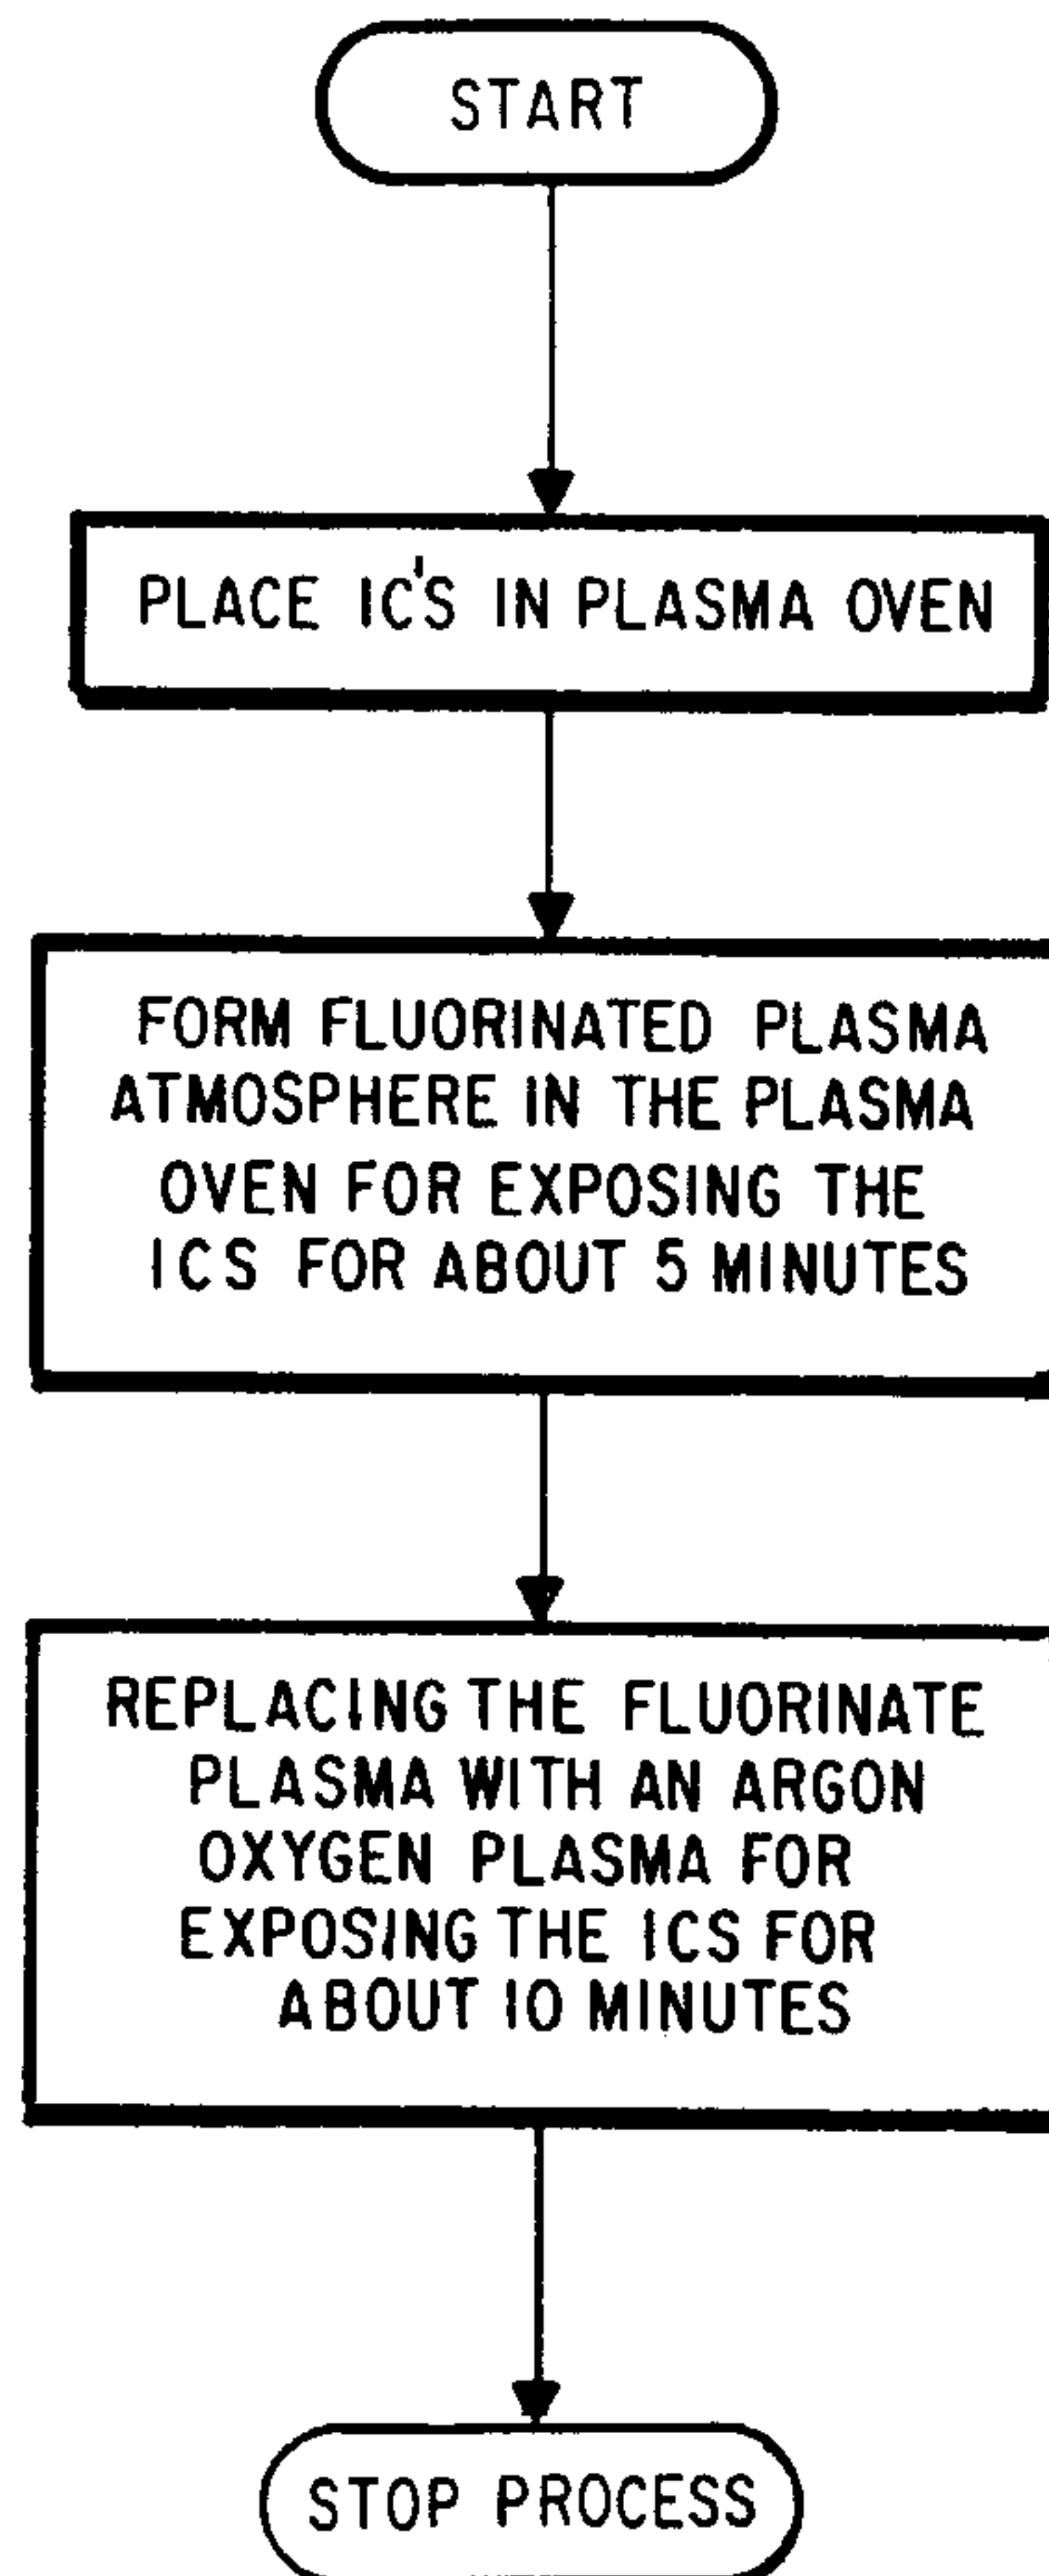 START
PLACE IC'S IN PLASMA OVEN
FORM FLUORINATED PLASMA
ATMOSPHERE IN THE PLASMA
OVEN FOR EXPOSING THE
ICS FOR ABOUT 5 MINUTES
REPLACING THE FLUORINATE
PLASMA WITH AN ARGON
OXYGEN PLASMA FOR
EXPOSING THE ICS FOR
ABOUT 10 MINUTES
STOP PROCESS